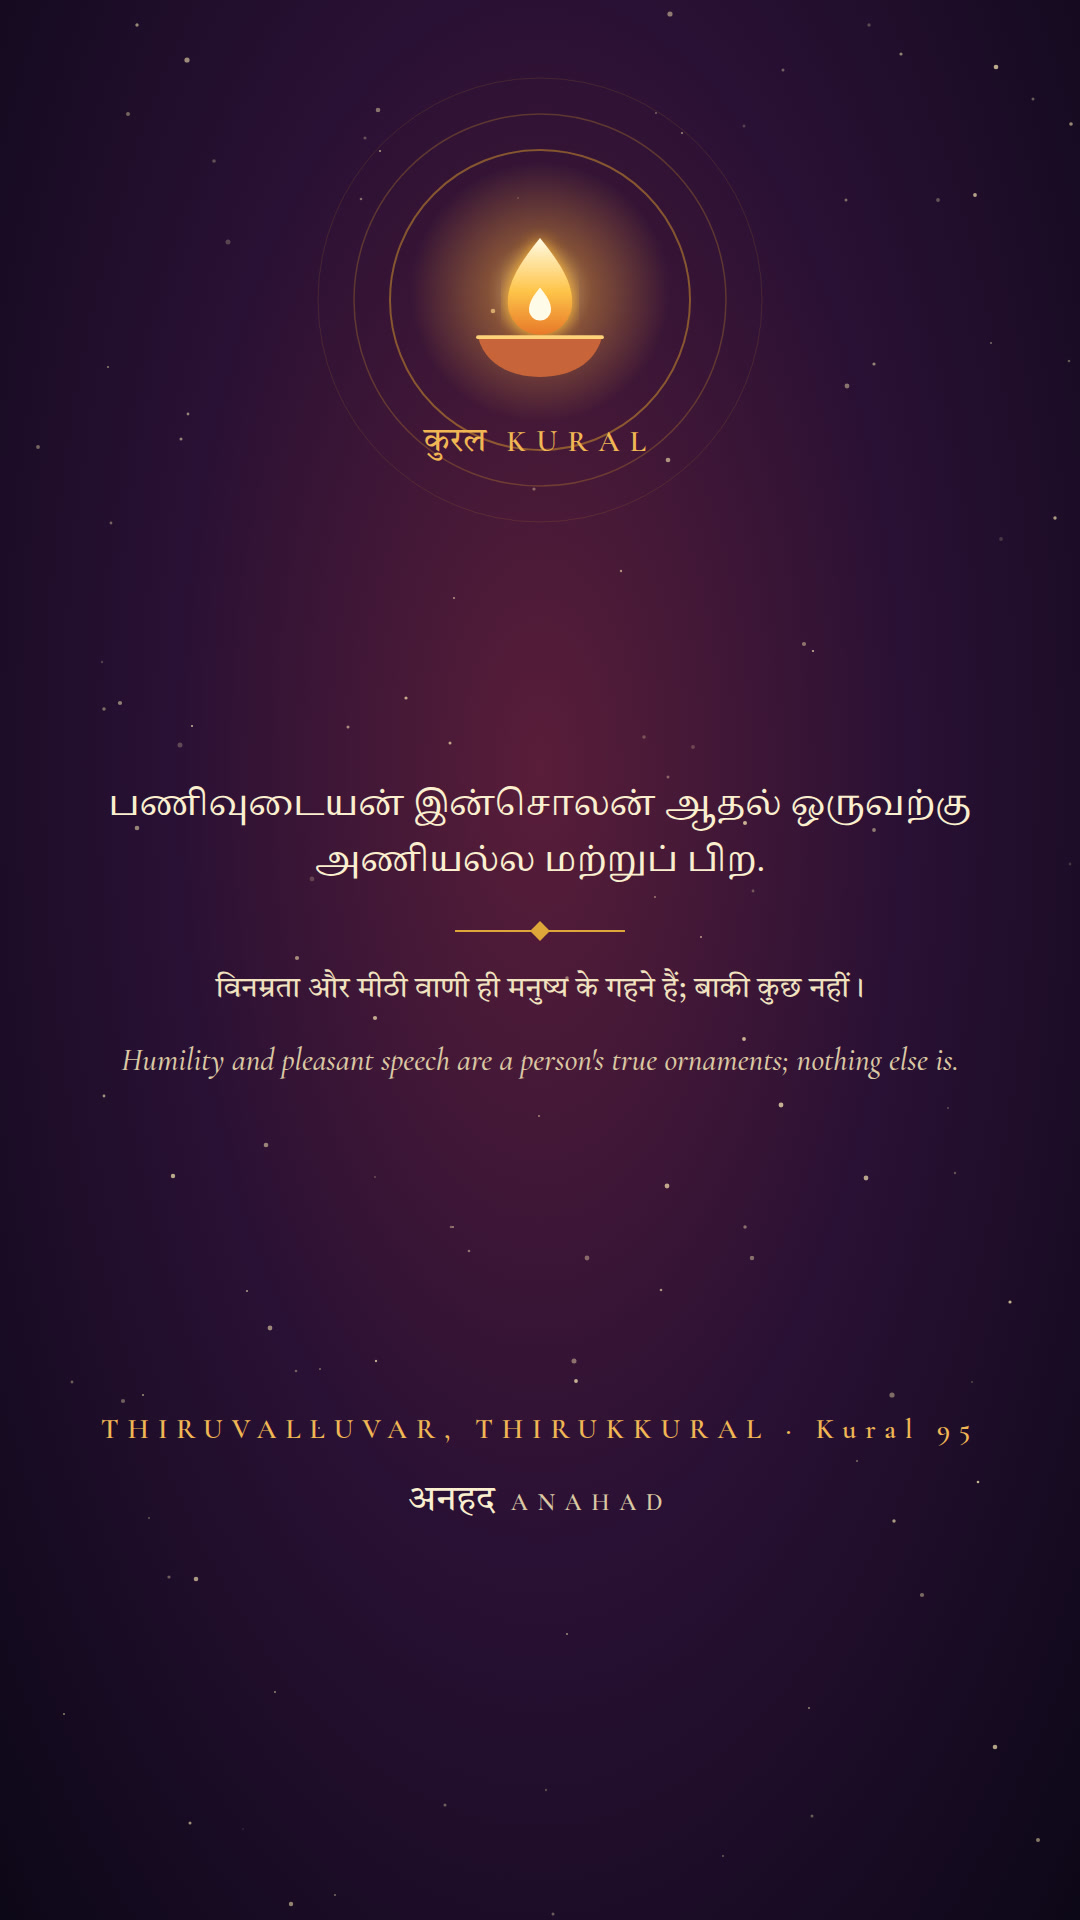 कुरल KURAL
பணிவுடையன் இன்சொலன் ஆதல் ஒருவற்கு
அணியல்ல மற்றுப் பிற.
विनम्रता और मीठी वाणी ही मनुष्य के गहने हैं; बाकी कुछ नहीं।
Humility and pleasant speech are a person's true ornaments; nothing else is.
THIRUVALLUVAR, THIRUKKURAL · Kural 95
अनहद ANAHAD